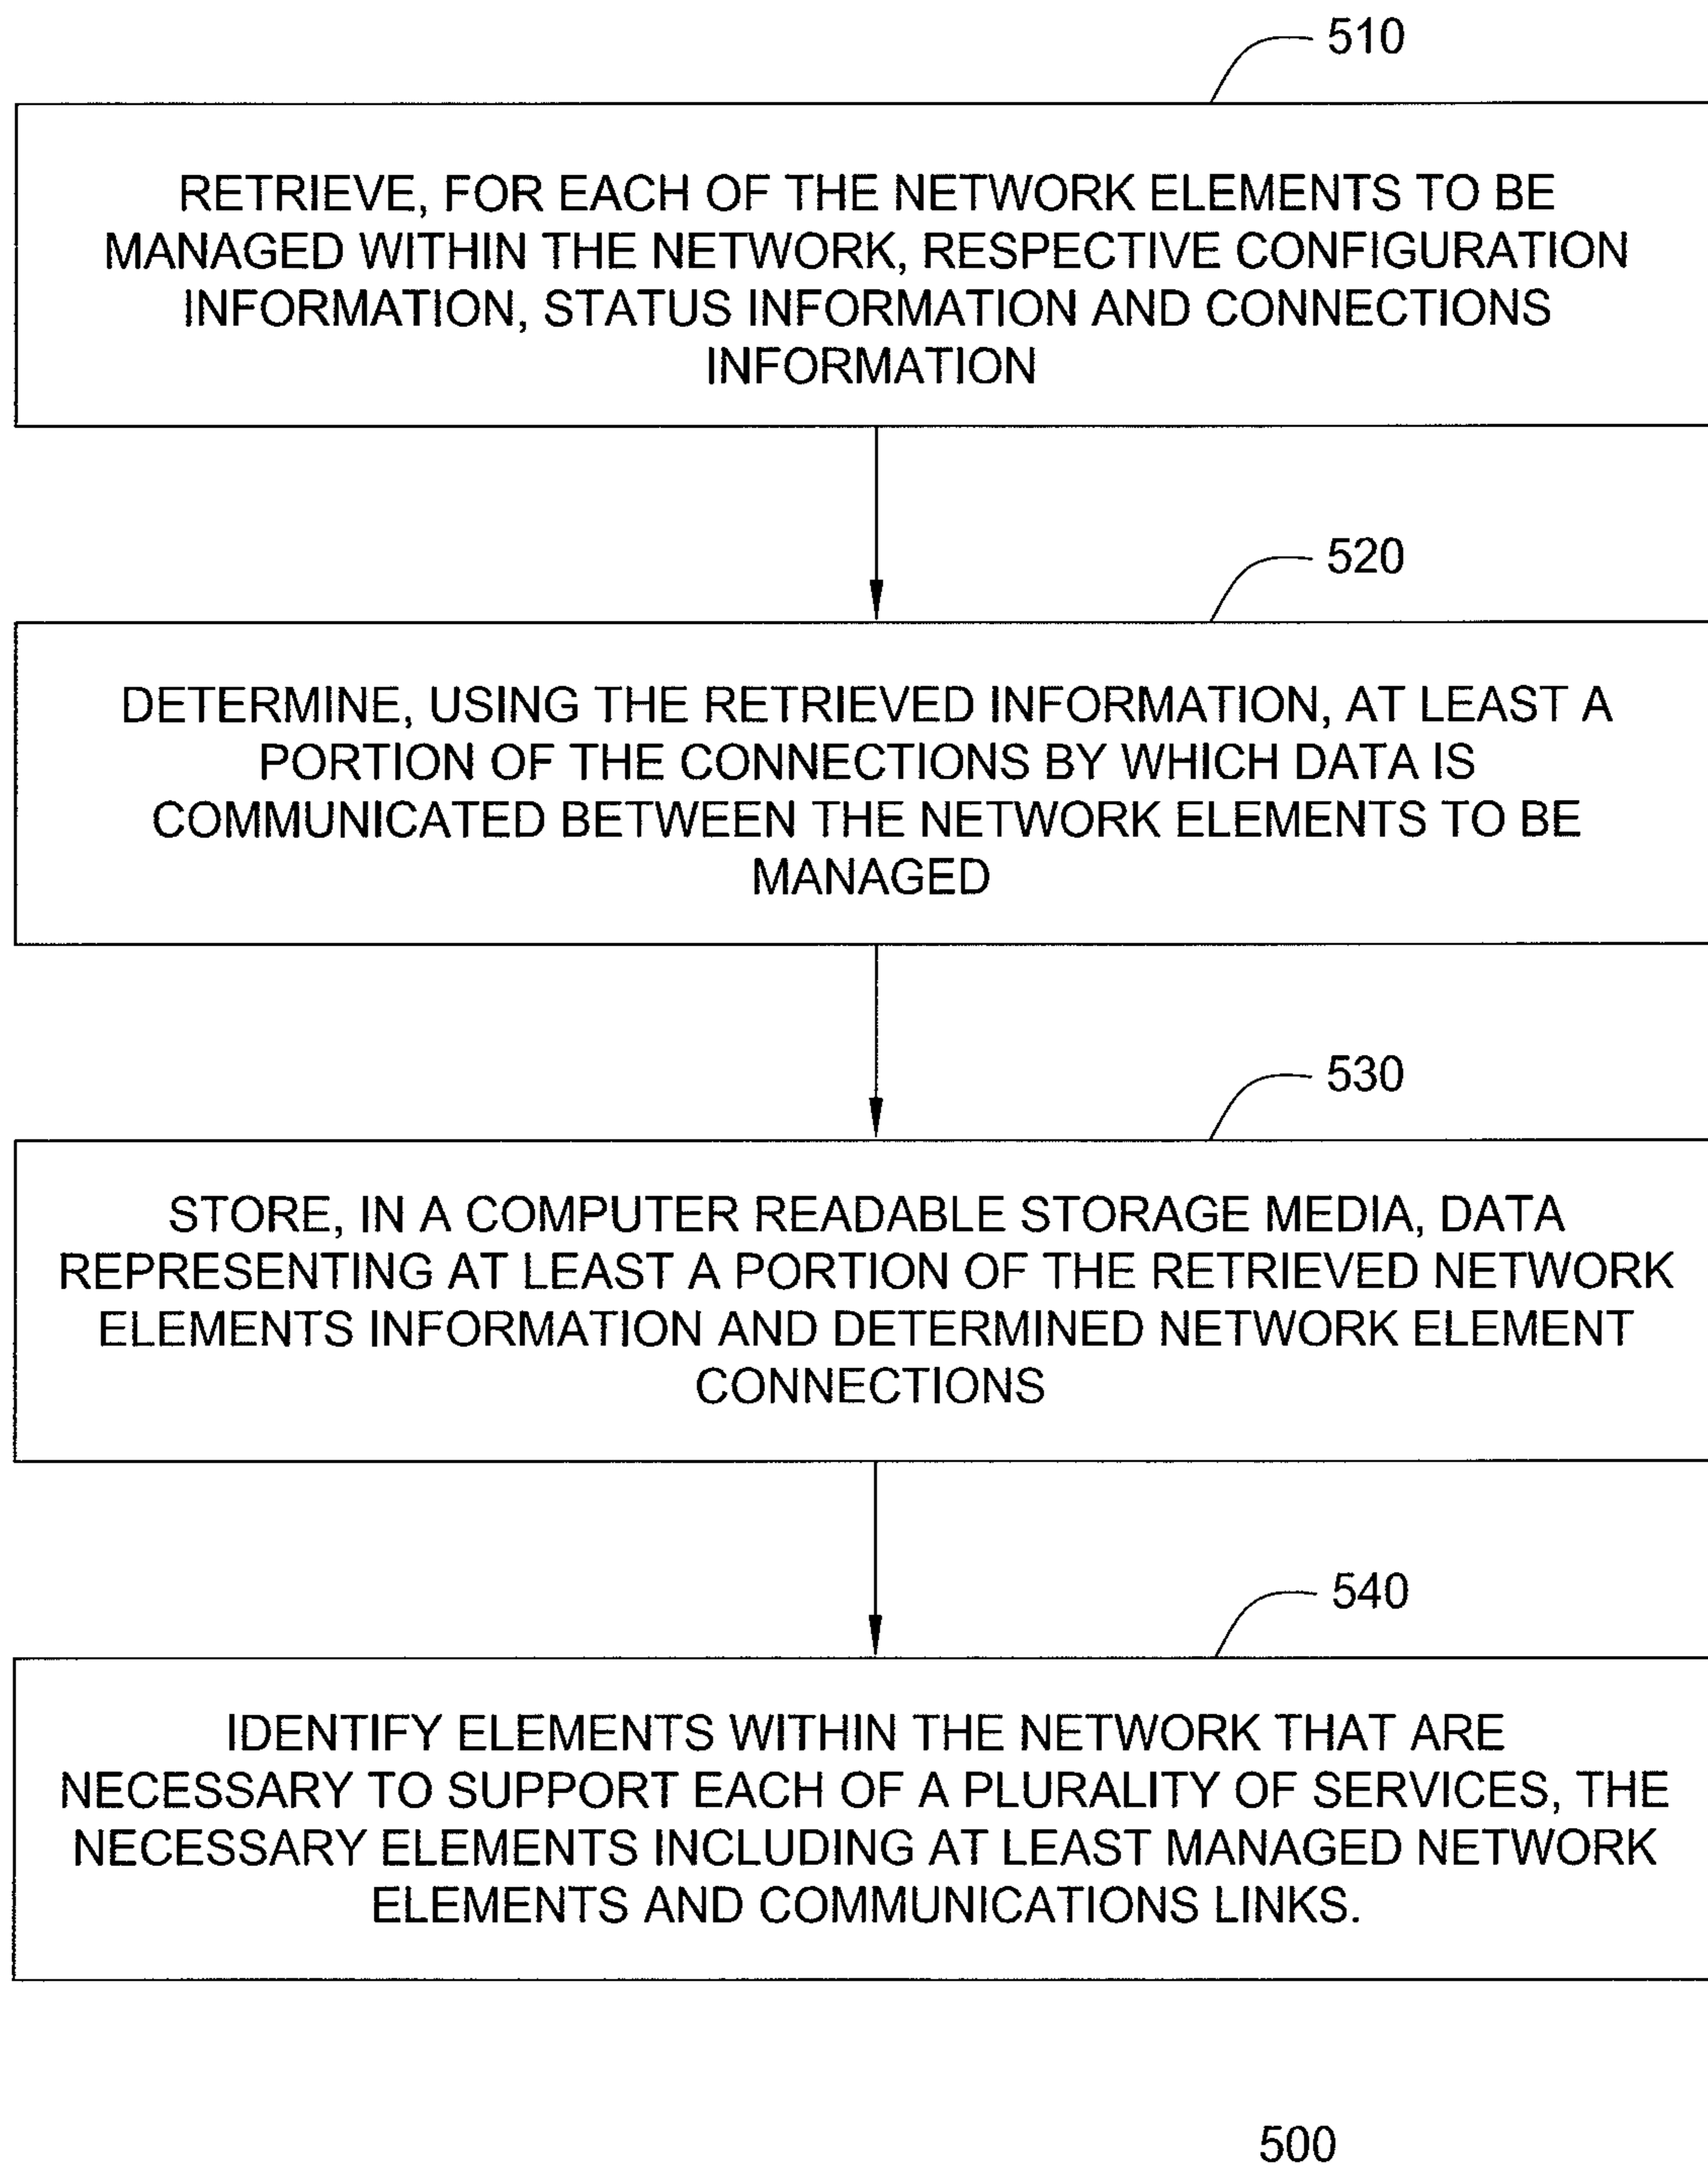 510
RETRIEVE, FOR EACH OF THE NETWORK ELEMENTS TO BE
MANAGED WITHIN THE NETWORK, RESPECTIVE CONFIGURATION
INFORMATION, STATUS INFORMATION AND CONNECTIONS
INFORMATION
520
DETERMINE, USING THE RETRIEVED INFORMATION, AT LEAST A
PORTION OF THE CONNECTIONS BY WHICH DATA IS
COMMUNICATED BETWEEN THE NETWORK ELEMENTS TO BE
MANAGED
530
STORE, IN A COMPUTER READABLE STORAGE MEDIA, DATA
REPRESENTING AT LEAST A PORTION OF THE RETRIEVED NETWORK
ELEMENTS INFORMATION AND DETERMINED NETWORK ELEMENT
CONNECTIONS
540
IDENTIFY ELEMENTS WITHIN THE NETWORK THAT ARE
NECESSARY TO SUPPORT EACH OF A PLURALITY OF SERVICES, THE
NECESSARY ELEMENTS INCLUDING AT LEAST MANAGED NETWORK
ELEMENTS AND COMMUNICATIONS LINKS.
500